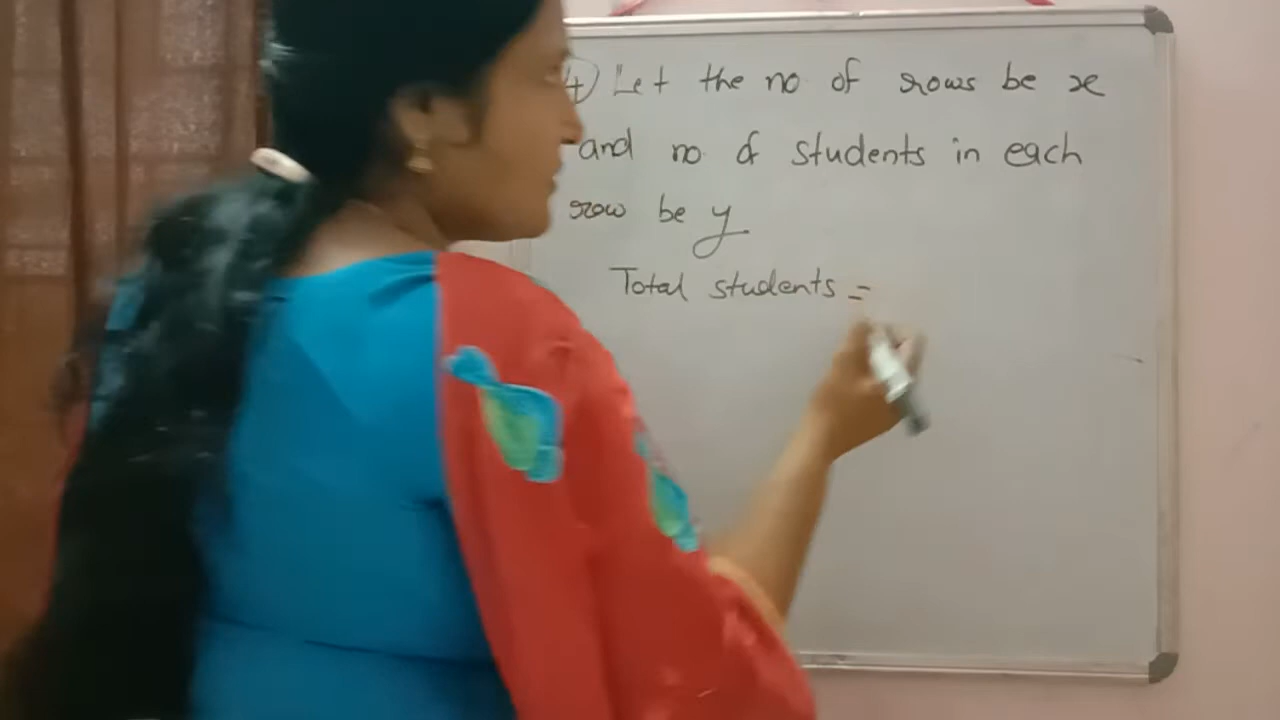 4) Let the no of rows be x
and no. of students in each
row be y
Total students =